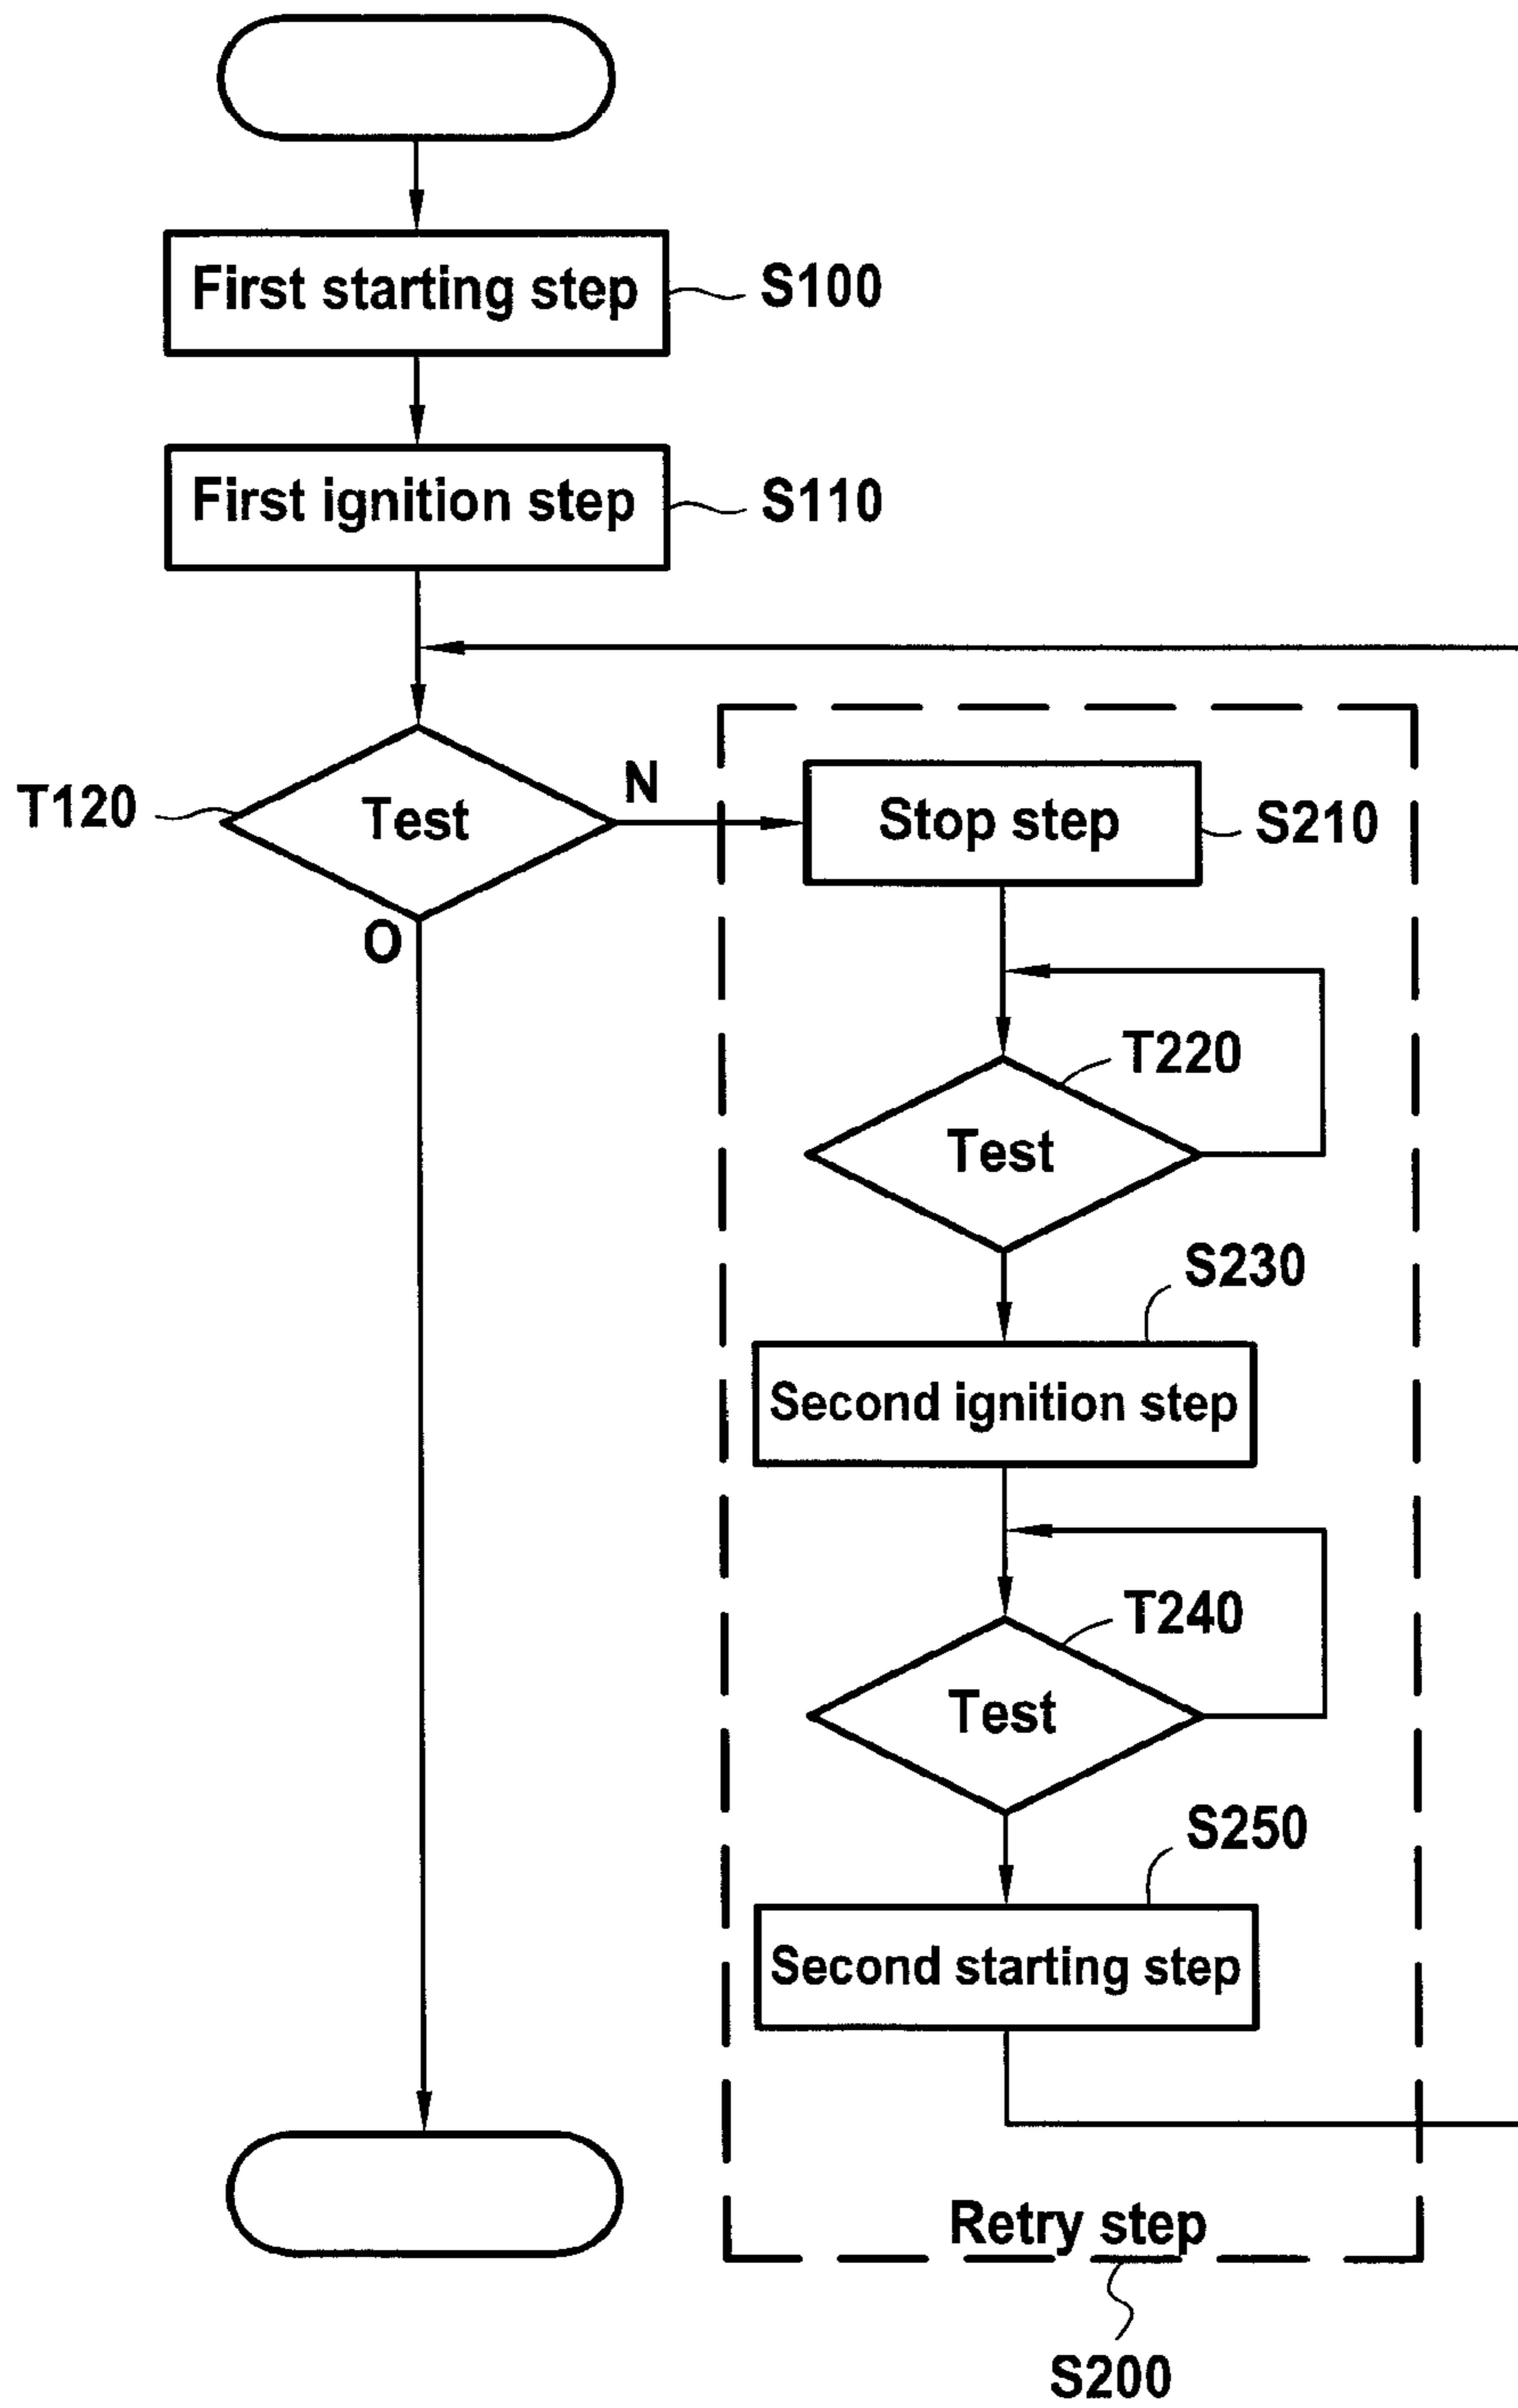 First starting step
S100
First ignition step
S110
T120
Test
N
O
Stop step
S210
T220
Test
S230
Second ignition step
T240
Test
S250
Second starting step
Retry step
S200